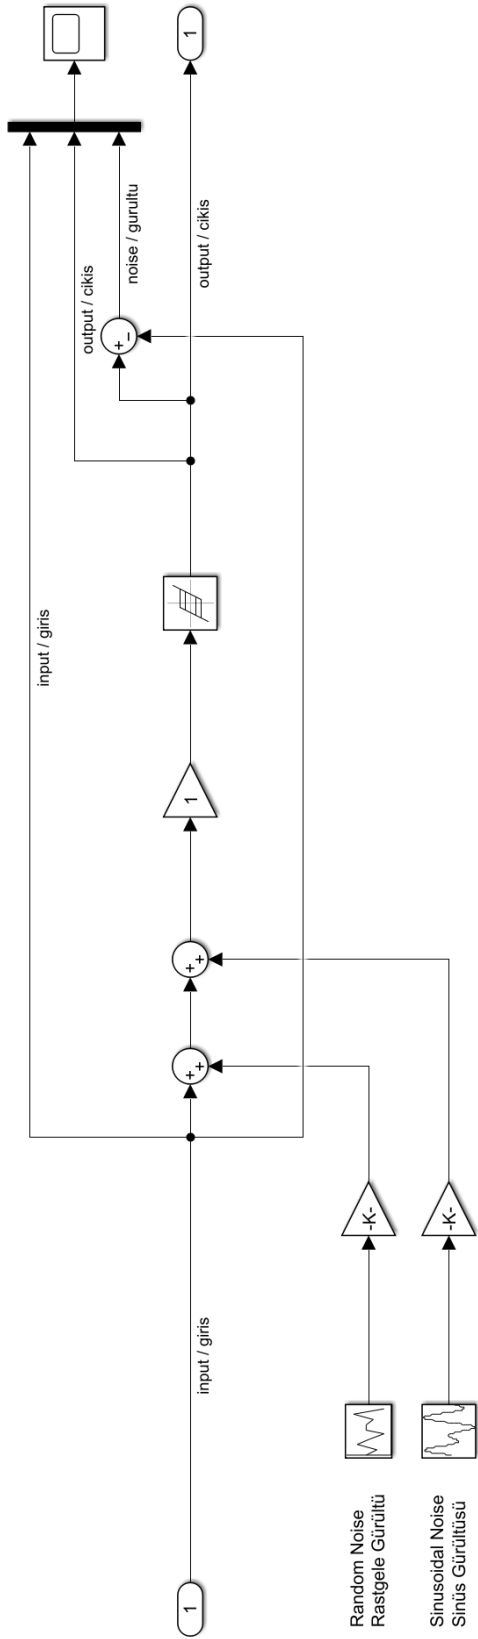 1
input / giris
Random Noise
Rastgele Gürültü
Sinusoidal Noise
Sinüs Gürültüsü
-K-
-K-
+
+
+
+
1
input / giris
output / cikis
+
−
noise / gurultu
output / cikis
1